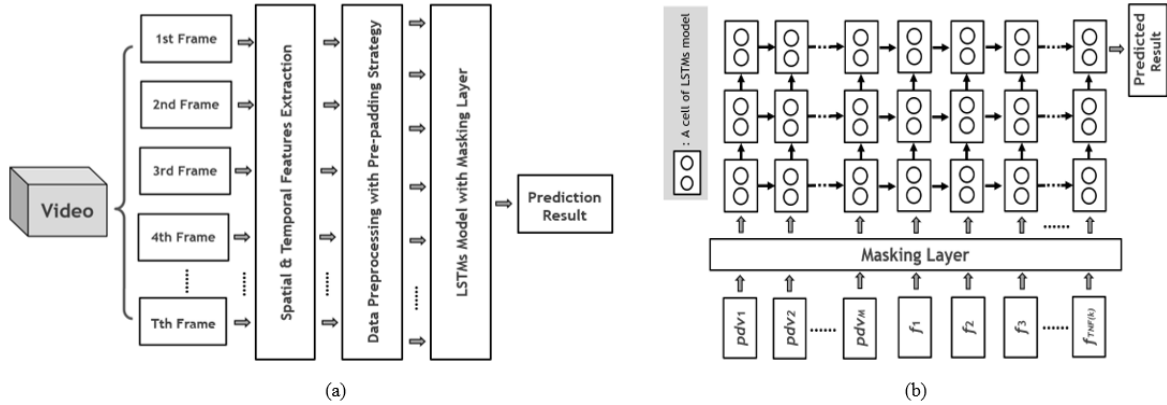 Video
1st Frame
2nd Frame
3rd Frame
4th Frame
Tth Frame
Spatial & Temporal Features Extraction
Data Preprocessing with Pre-padding Strategy
LSTMs Model with Masking Layer
Prediction
Result
(a)
: A cell of LSTMs model
Predicted
Result
Masking Layer
pdv1
pdv2
pdvM
f1
f2
f3
fTNF(k)
(b)